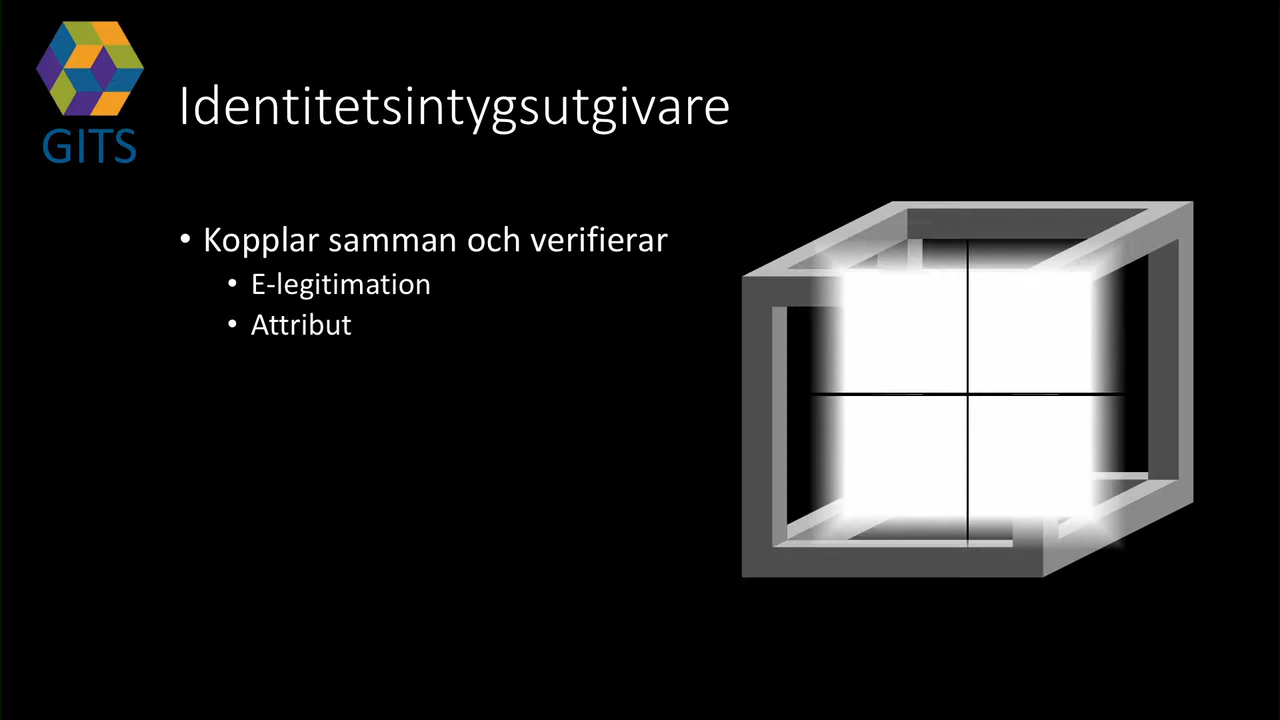 GITS
Identitetsintygsutgivare
• Kopplar samman och verifierar
• E-legitimation
• Attribut